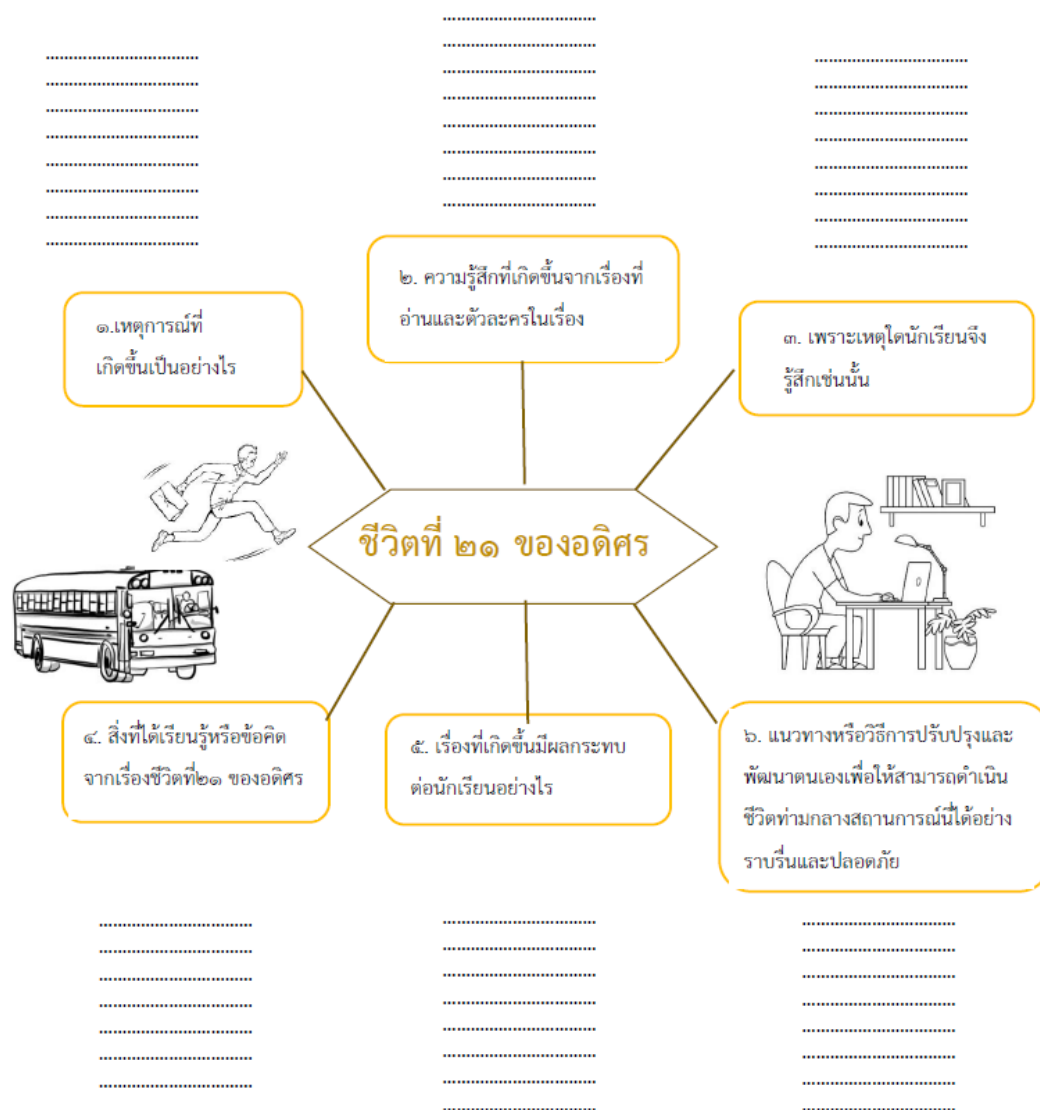 ๒. ความรู้สึกที่เกิดขึ้นจากเรื่องที่
อ่านและตัวละครในเรื่อง
๑.เหตุการณ์ที่
เกิดขึ้นเป็นอย่างไร
๓. เพราะเหตุใดนักเรียนจึง
รู้สึกเช่นนั้น
ชีวิตที่ ๒๑ ของอดิศร
๔. สิ่งที่ได้เรียนรู้หรือข้อคิด
จากเรื่องชีวิตที่๒๑ ของอดิศร
๕. เรื่องที่เกิดขึ้นมีผลกระทบ
ต่อนักเรียนอย่างไร
๖. แนวทางหรือวิธีการปรับปรุงและ
พัฒนาตนเองเพื่อให้สามารถดำเนิน
ชีวิตท่ามกลางสถานการณ์นี้ได้อย่าง
ราบรื่นและปลอดภัย